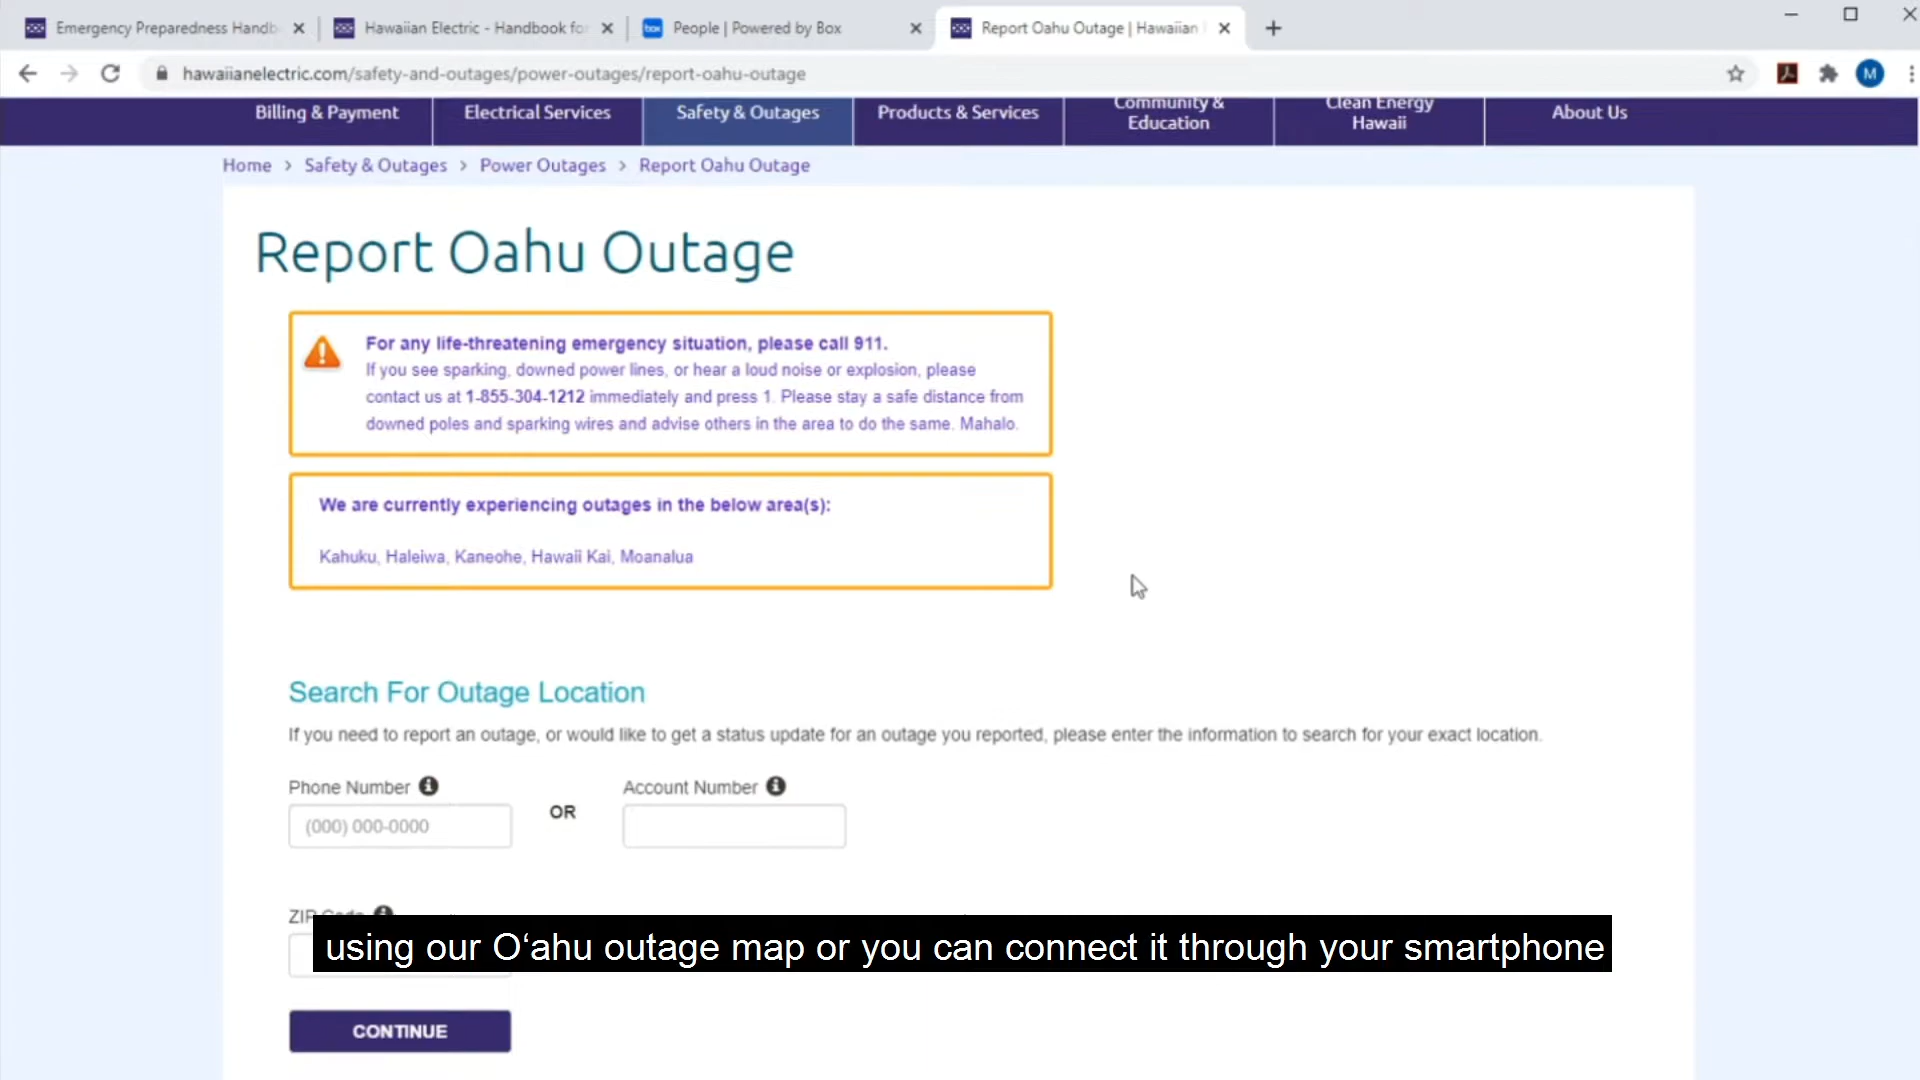 Emergency Preparedness Handb
Hawaiian Electric - Handbook for
box
People | Powered by Box
Report Oahu Outage | Hawaiian
hawaiianelectric.com/safety-and-outages/power-outages/report-oahu-outage
M
Billing & Payment
Electrical Services
Safety & Outages
Products & Services
Community &
Education
Clean Energy
Hawaii
About Us
Home > Safety & Outages > Power Outages > Report Oahu Outage
Report Oahu Outage
For any life-threatening emergency situation, please call 911.
If you see sparking, downed power lines, or hear a loud noise or explosion, please
contact us at 1-855-304-1212 immediately and press 1. Please stay a safe distance from
downed poles and sparking wires and advise others in the area to do the same. Mahalo.
We are currently experiencing outages in the below area(s):
Kahuku, Haleiwa, Kaneohe, Hawaii Kai, Moanalua
Search For Outage Location
If you need to report an outage, or would like to get a status update for an outage you reported, please enter the information to search for your exact location.
Phone Number
Account Number
(000) 000-0000
OR
ZIP Code
using our Oʻahu outage map or you can connect it through your smartphone
CONTINUE